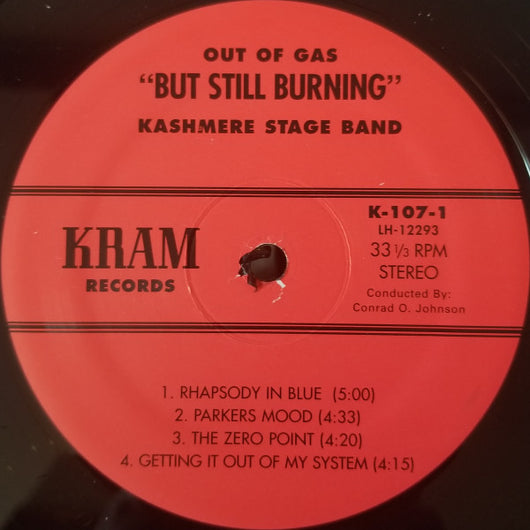 OUT OF GAS
“BUT STILL BURNING”
KASHMERE STAGE BAND
KRAM
RECORDS
K-107-1
LH-12293
33 1/3 RPM
STEREO
Conducted By:
Conrad O. Johnson
1. RHAPSODY IN BLUE (5:00)
2. PARKERS MOOD (4:33)
3. THE ZERO POINT (4:20)
4. GETTING IT OUT OF MY SYSTEM (4:15)